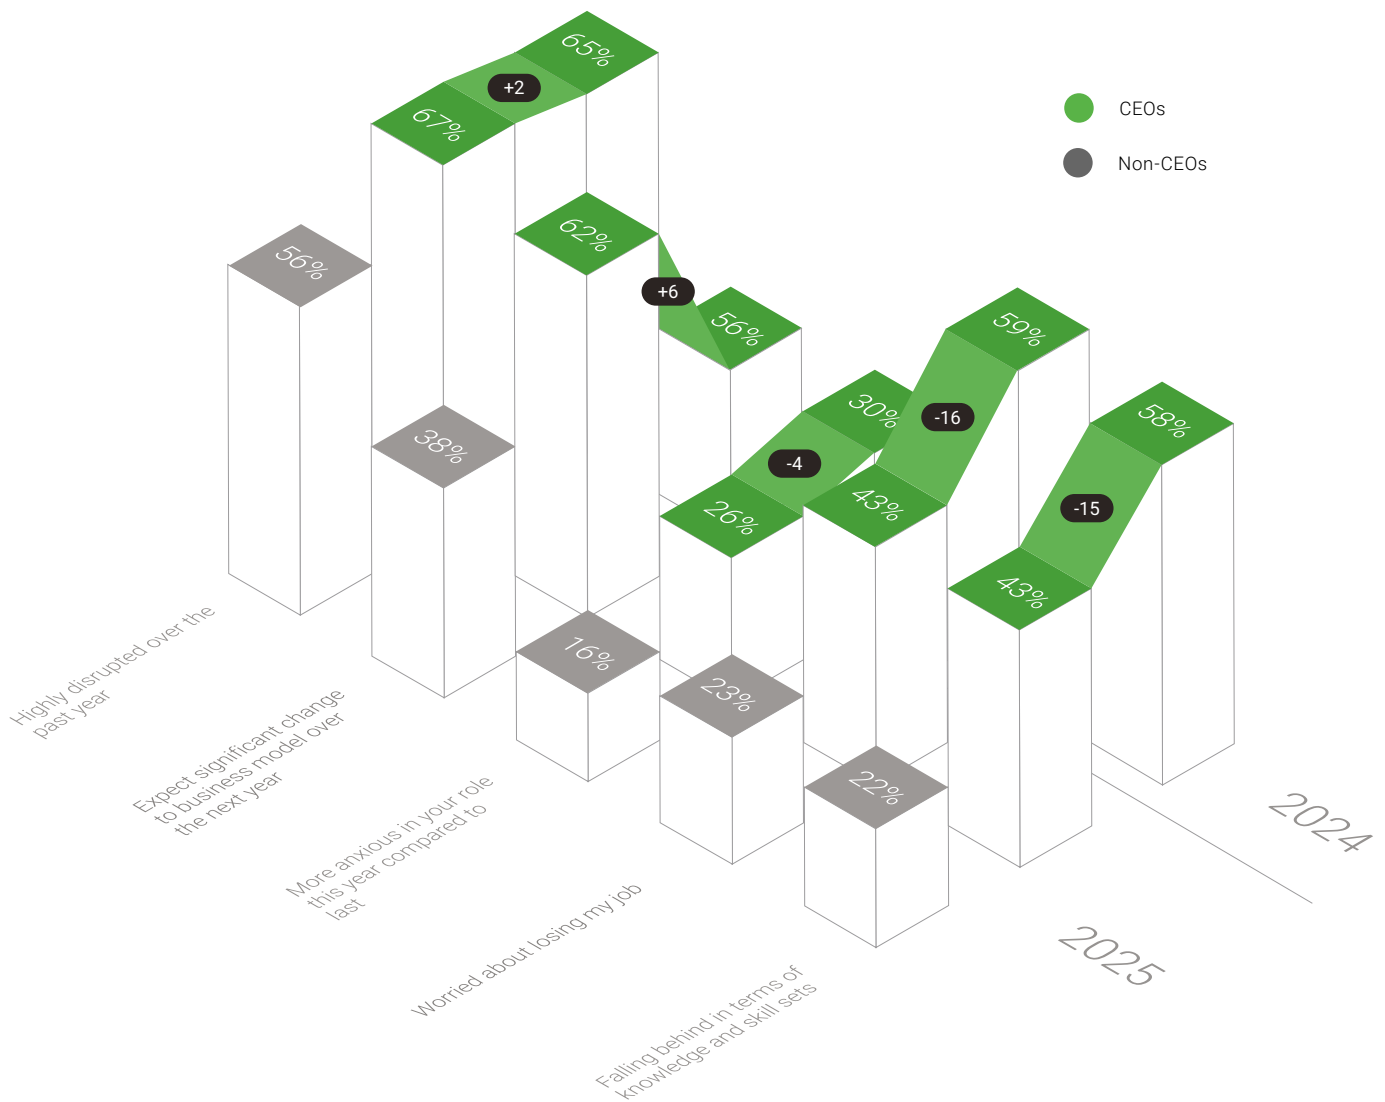 65%
+2
67%
CEOs
Non-CEOs
62%
56%
+6
56%
59%
30%
-16
38%
58%
-4
26%
43%
-15
43%
16%
23%
22%
Highly disrupted over the
past year
Expect significant change
to business model over
the next year
More anxious in your role
this year compared to
last
Worried about losing my job
Falling behind in terms of
knowledge and skill sets
2024
2025